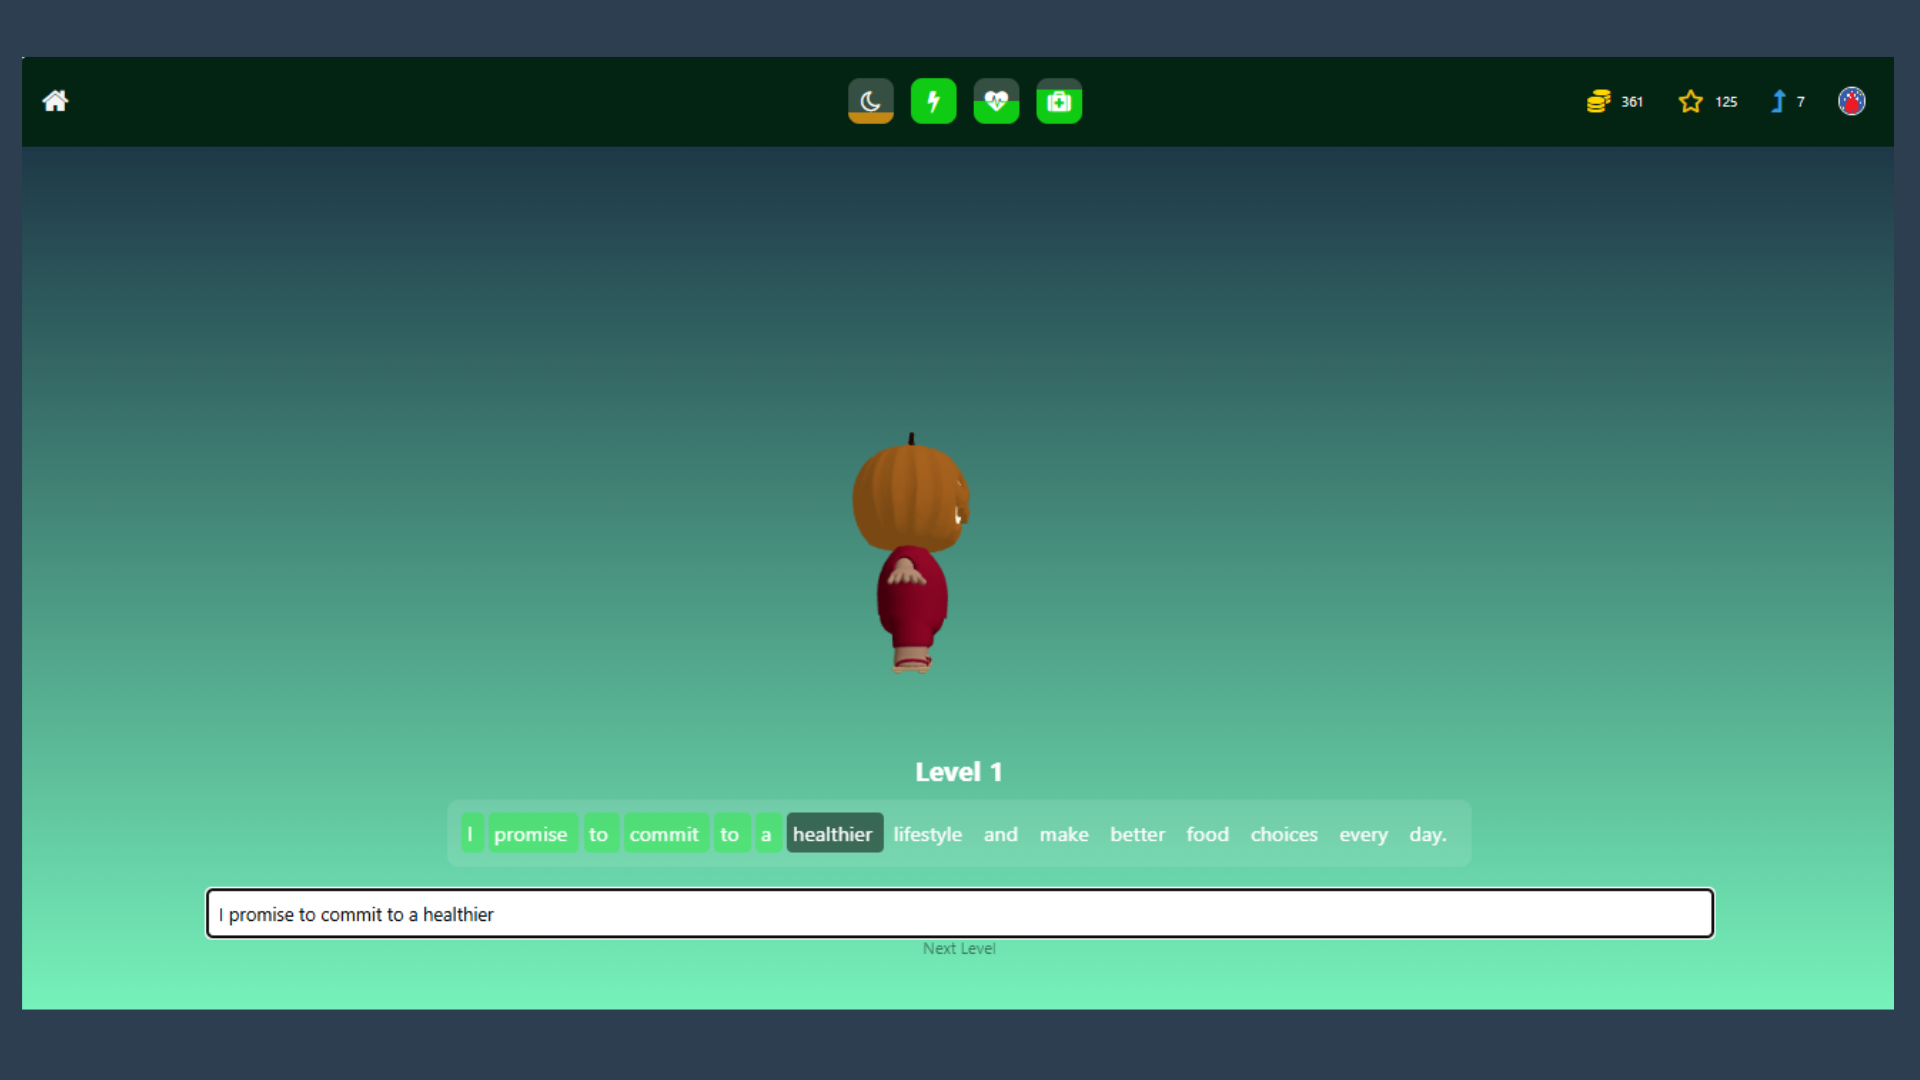 361 125 7
Level 1
I promise to commit to a healthier lifestyle and make better food choices every day.
I promise to commit to a healthier
Next Level